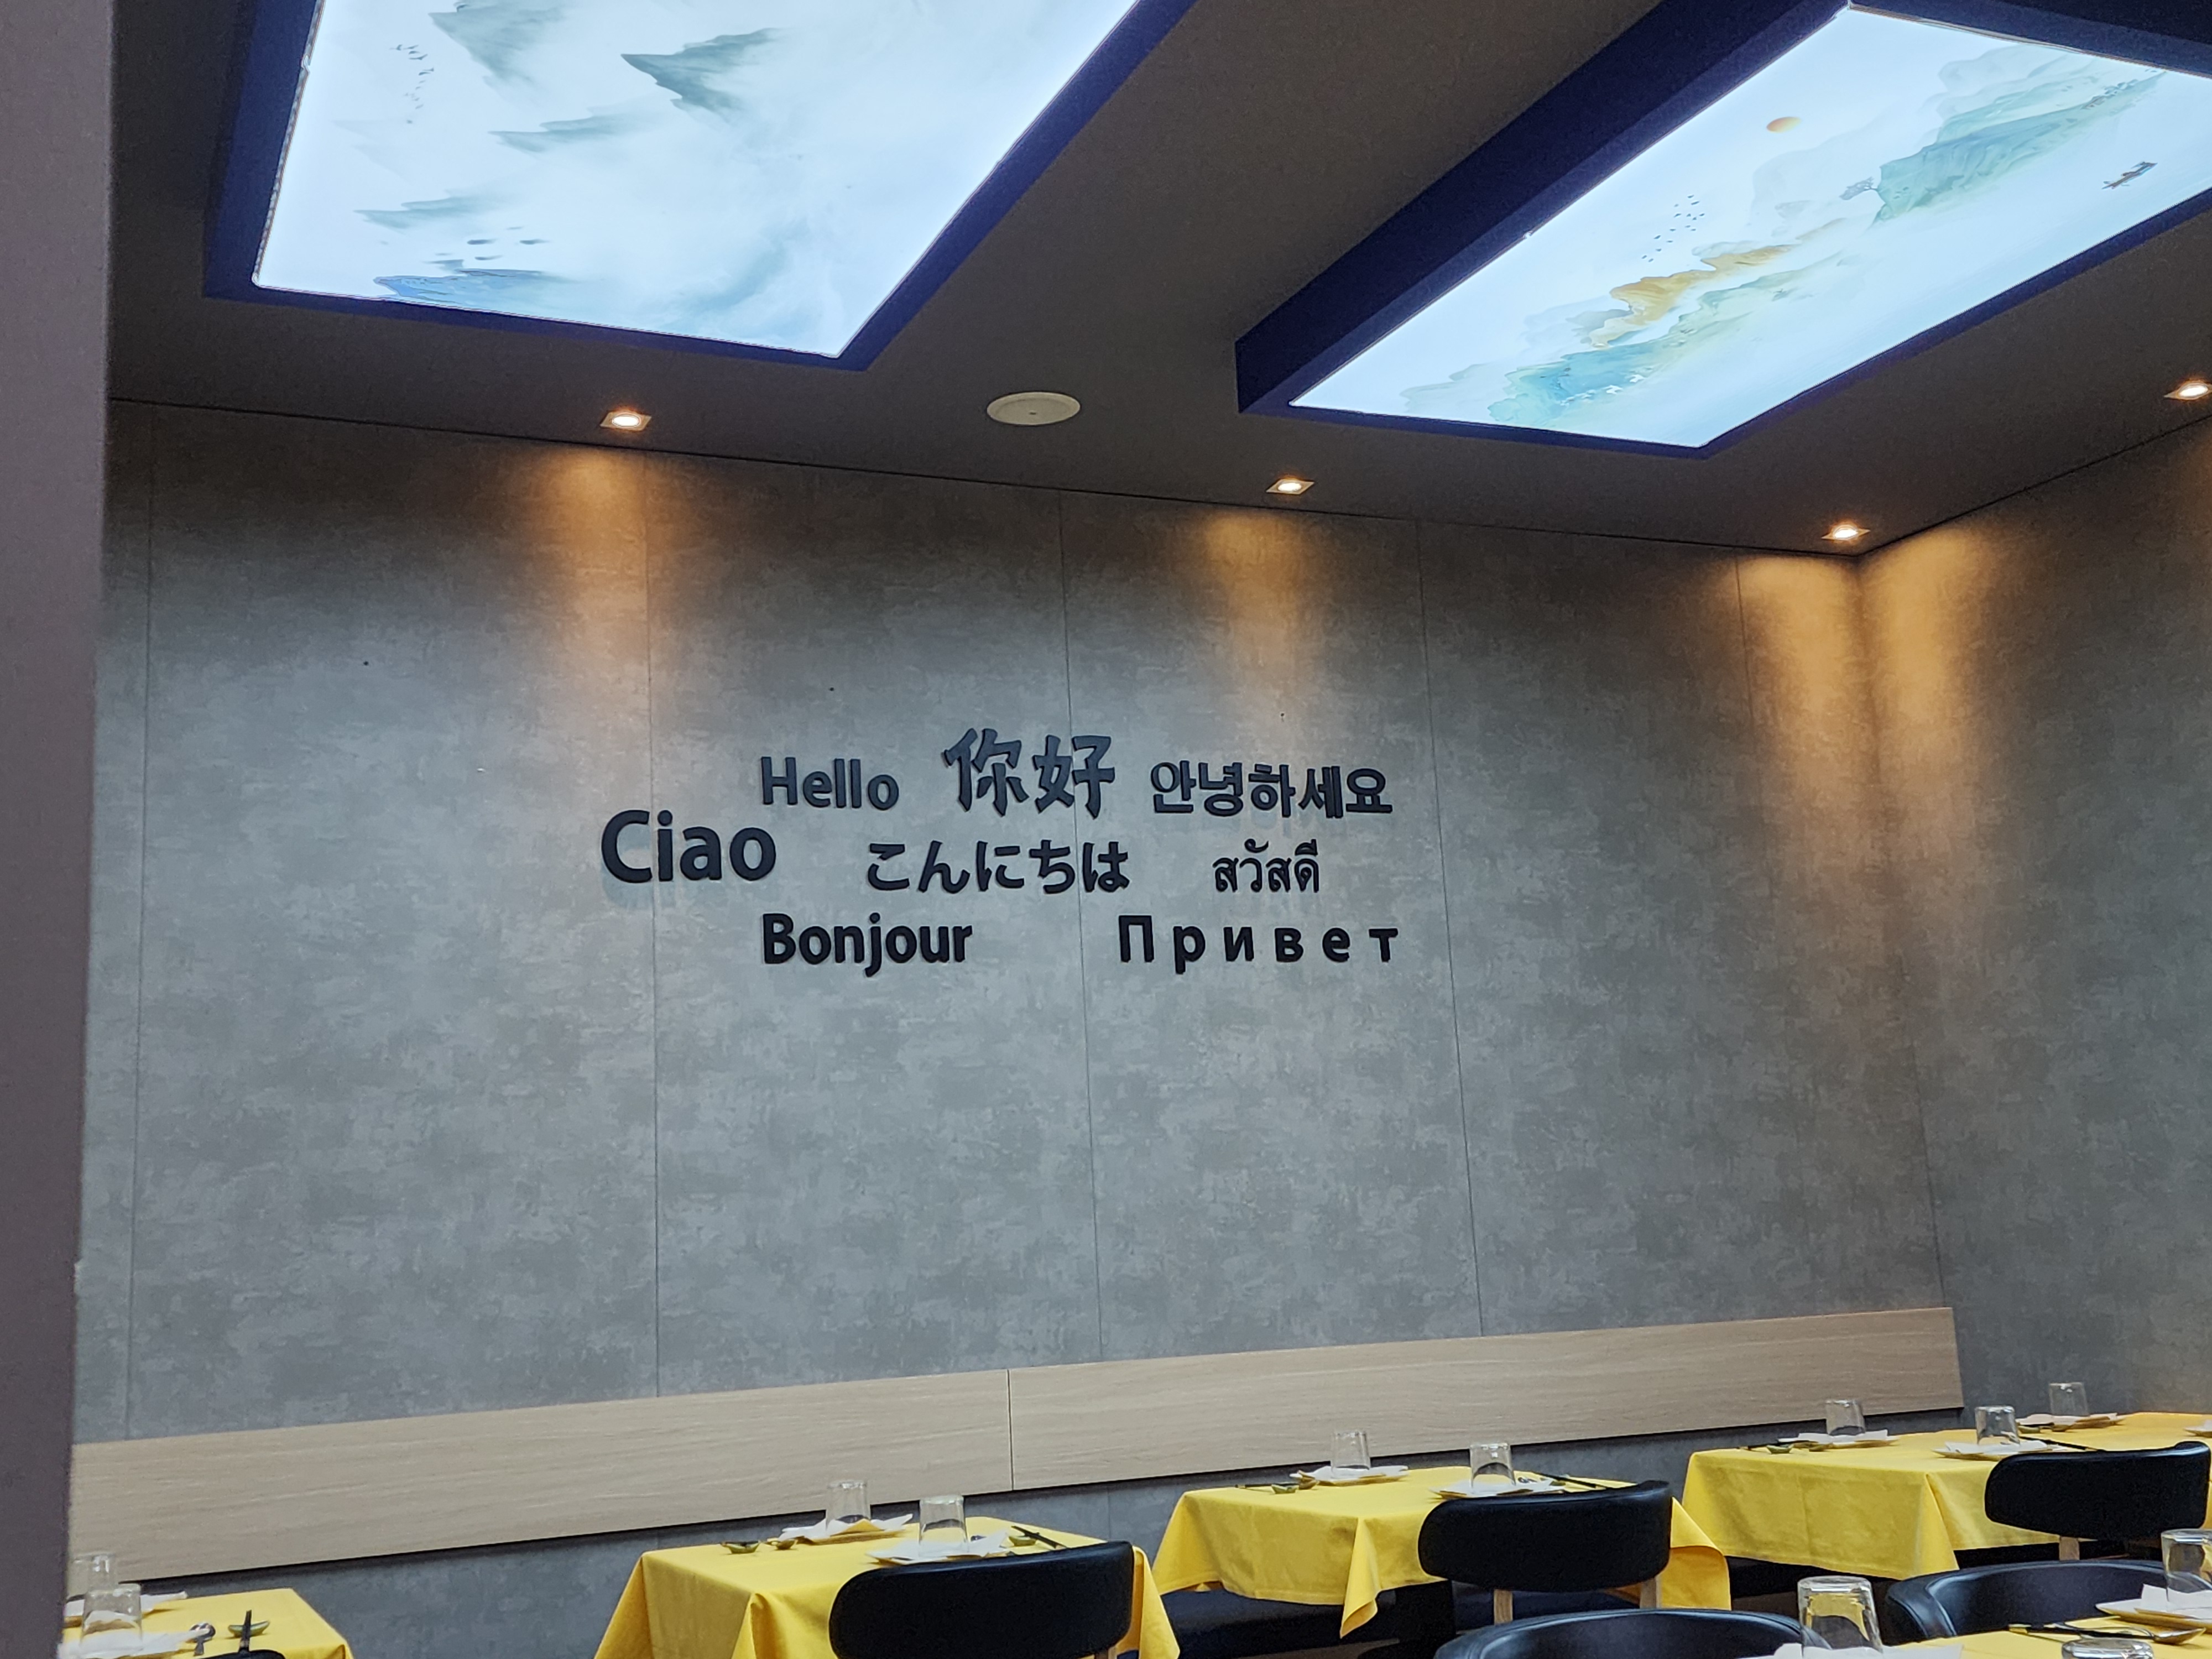 Hello 你好 안녕하세요
Ciao こんにちは สวัสดี
Bonjour Привет